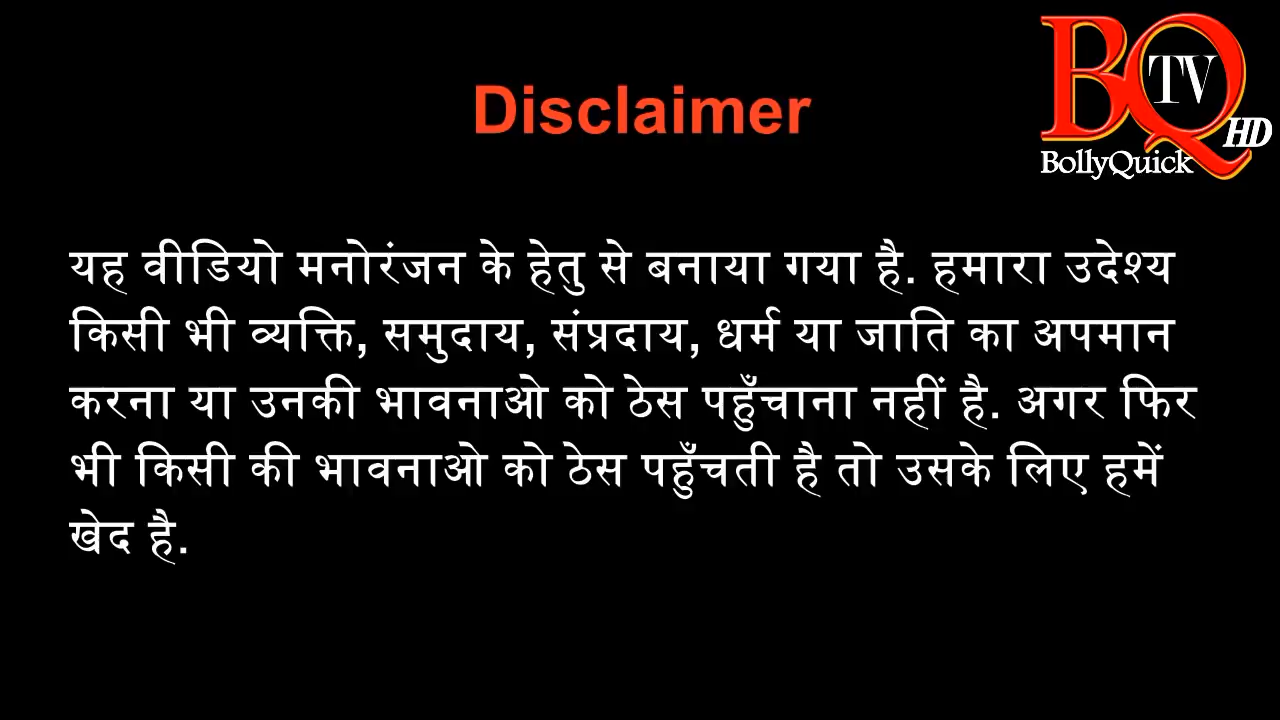 Disclaimer
BQ
TV
HD
BollyQuick
यह वीडियो मनोरंजन के हेतु से बनाया गया है. हमारा उदेश्य
किसी भी व्यक्ति, समुदाय, संप्रदाय, धर्म या जाति का अपमान
करना या उनकी भावनाओ को ठेस पहुँचाना नहीं है. अगर फिर
भी किसी की भावनाओ को ठेस पहुँचती है तो उसके लिए हमें
खेद है.